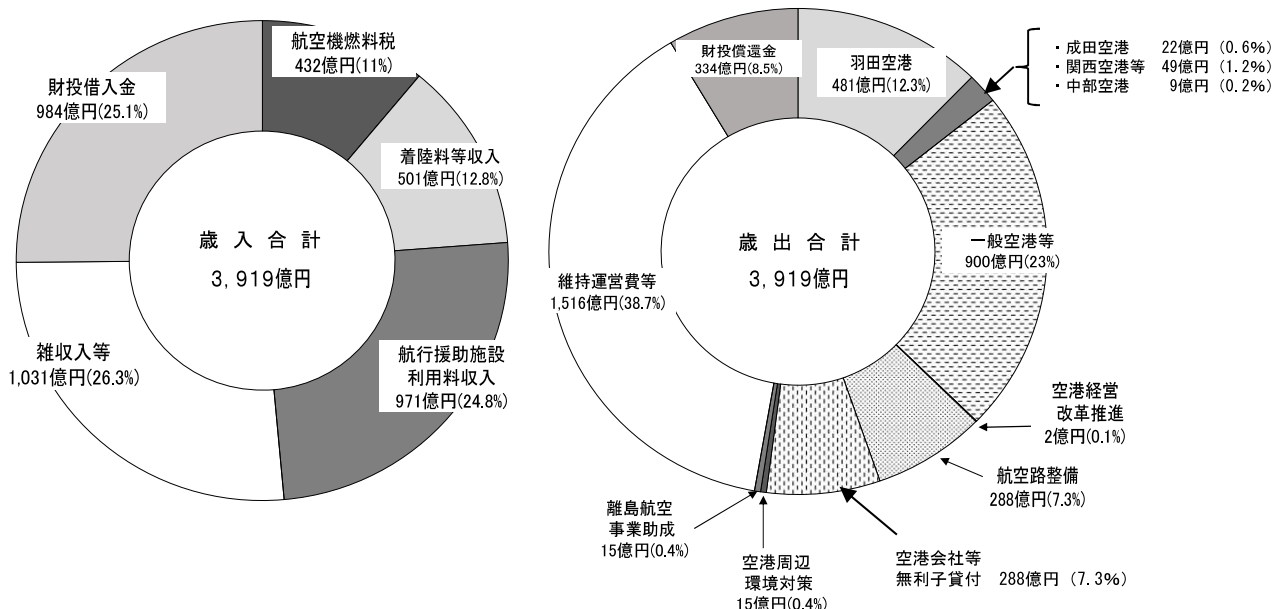 航空機燃料税
432億円(11%)
着陸料等収入
501億円(12.8%)
航行援助施設
利用料収入
971億円(24.8%)
雑収入等
1,031億円(26.3%)
財投借入金
984億円(25.1%)
歳入合計
3,919億円
羽田空港
481億円(12.3%)
・成田空港 22億円 (0.6%)
・関西空港等 49億円 (1.2%)
・中部空港 9億円 (0.2%)
一般空港等
900億円(23%)
空港経営
改革推進
2億円(0.1%)
航空路整備
288億円(7.3%)
空港会社等
無利子貸付 288億円 (7.3%)
空港周辺
環境対策
15億円(0.4%)
離島航空
事業助成
15億円(0.4%)
維持運営費等
1,516億円(38.7%)
財投償還金
334億円(8.5%)
歳出合計
3,919億円